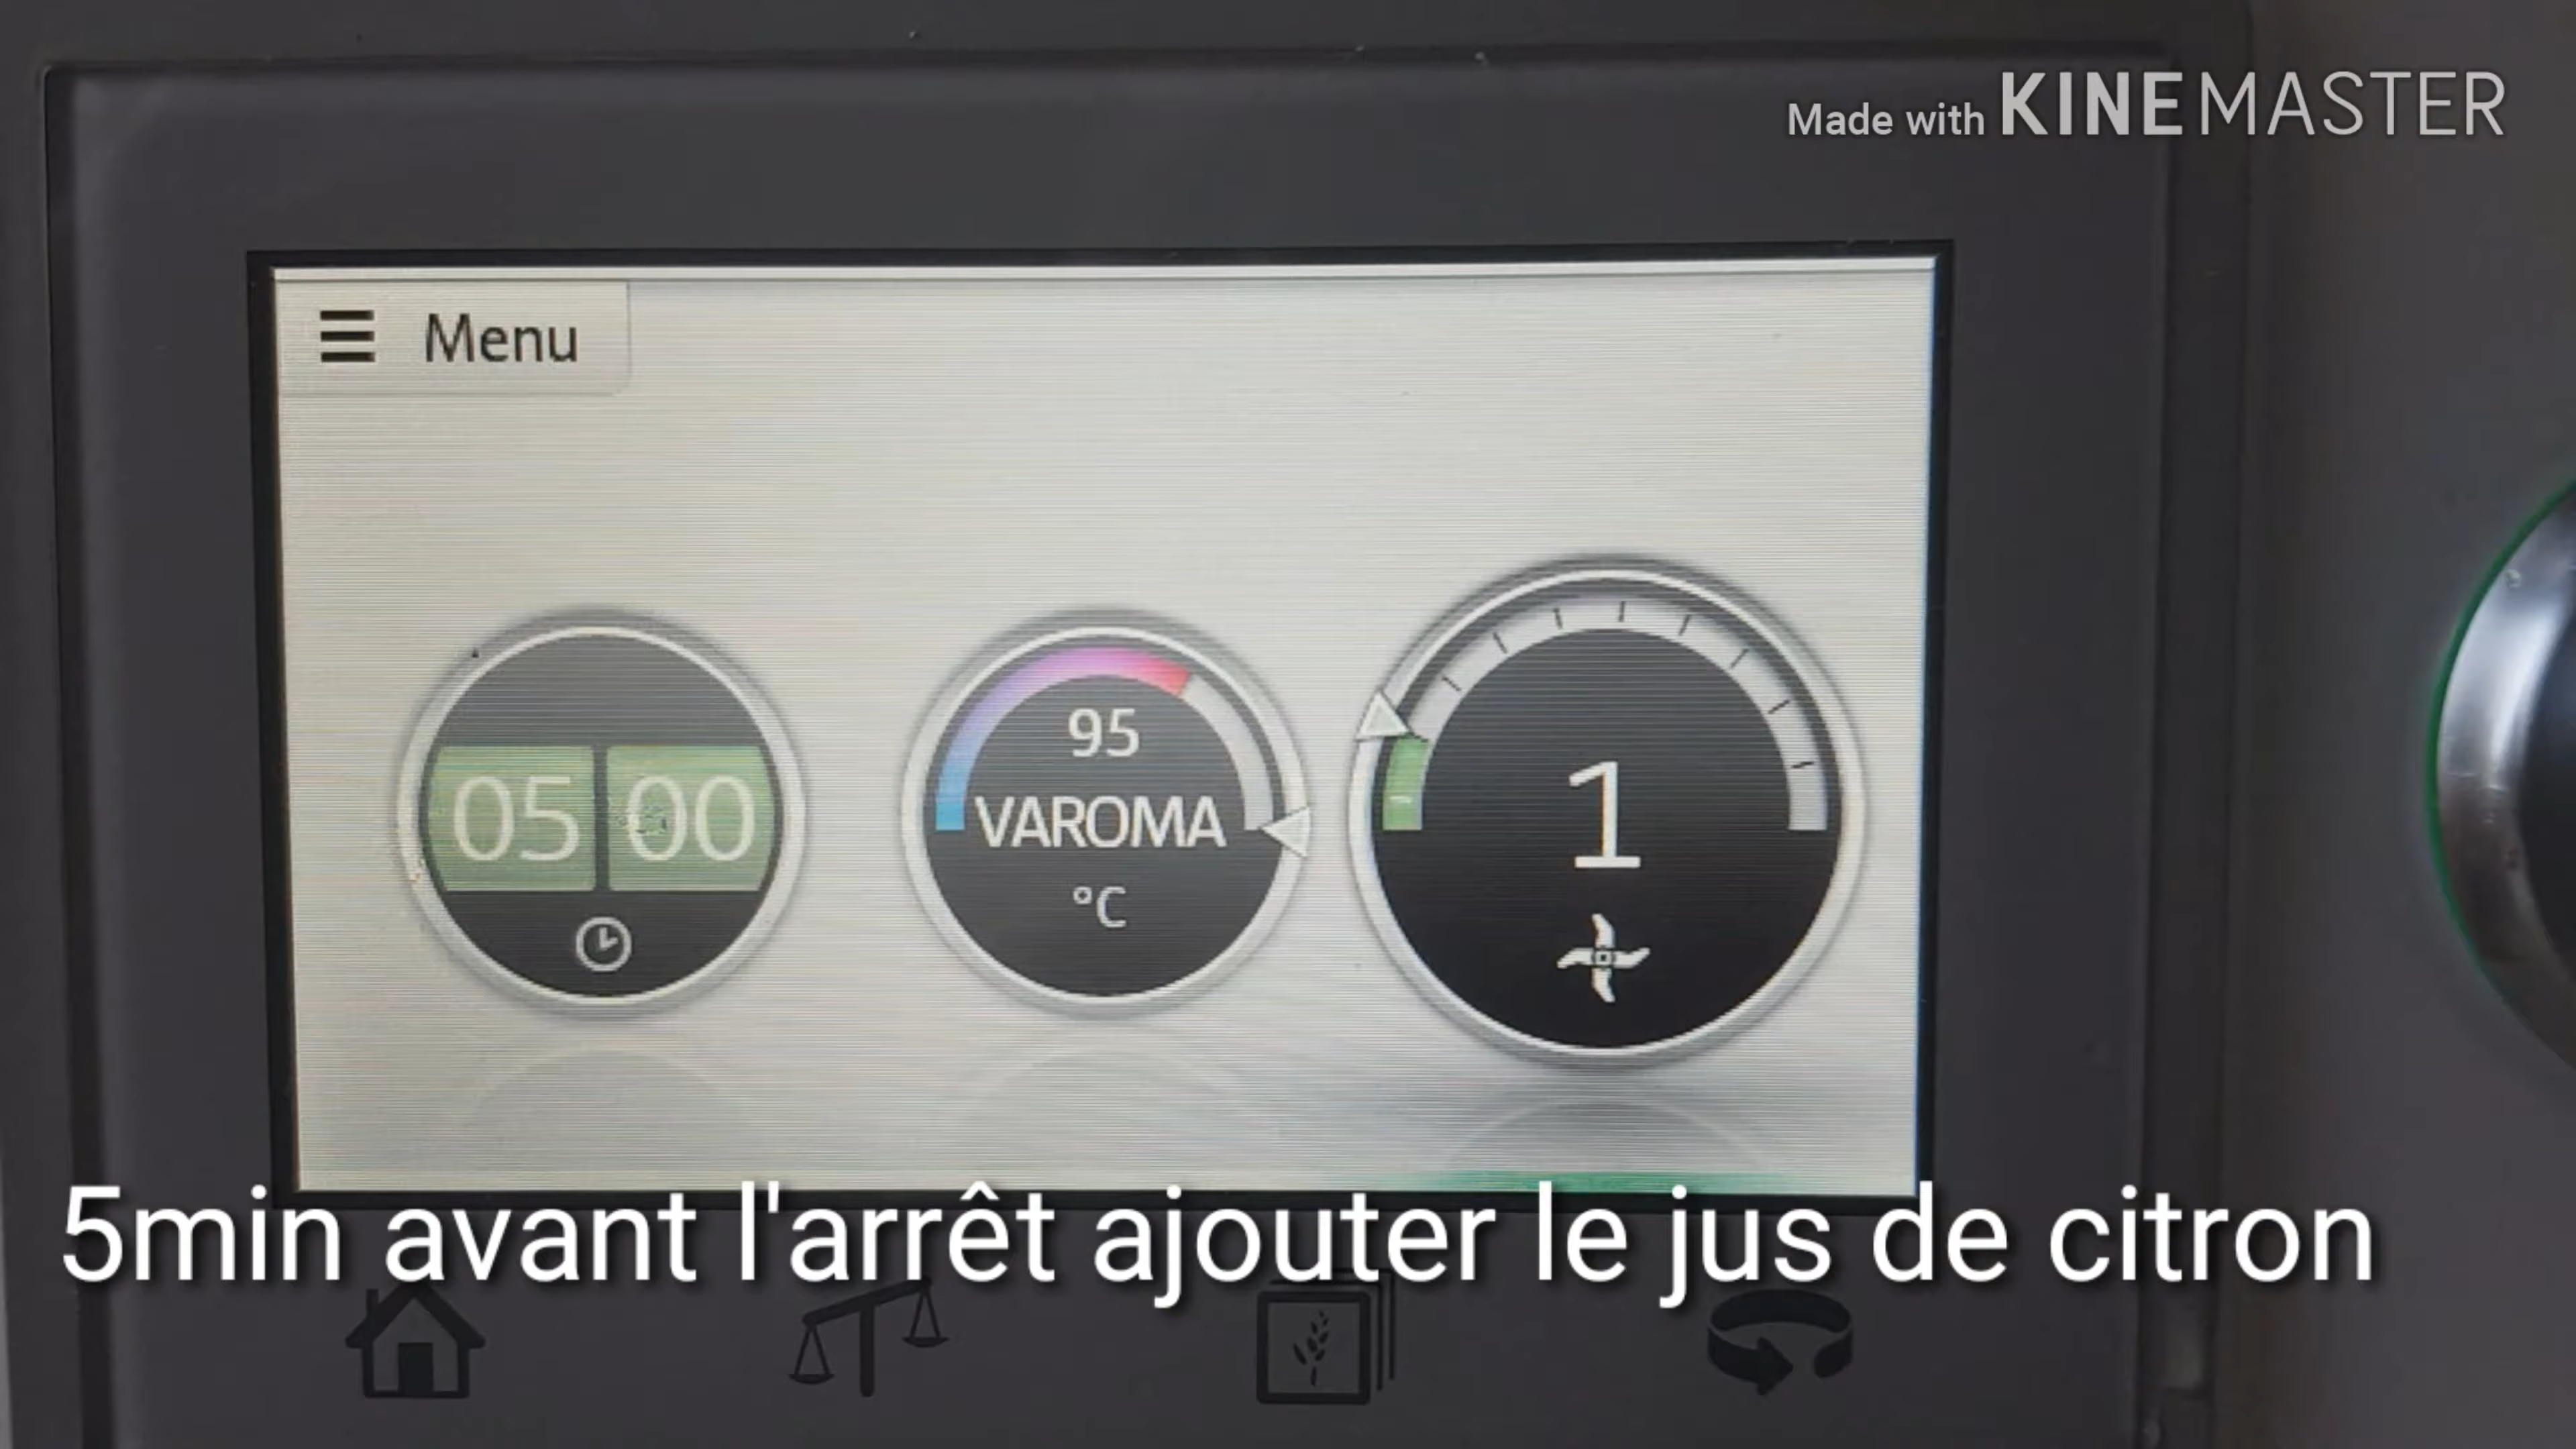 Made with KINEMASTER
Menu
05 00
95
VAROMA
°C
1
5min avant l'arrêt ajouter le jus de citron